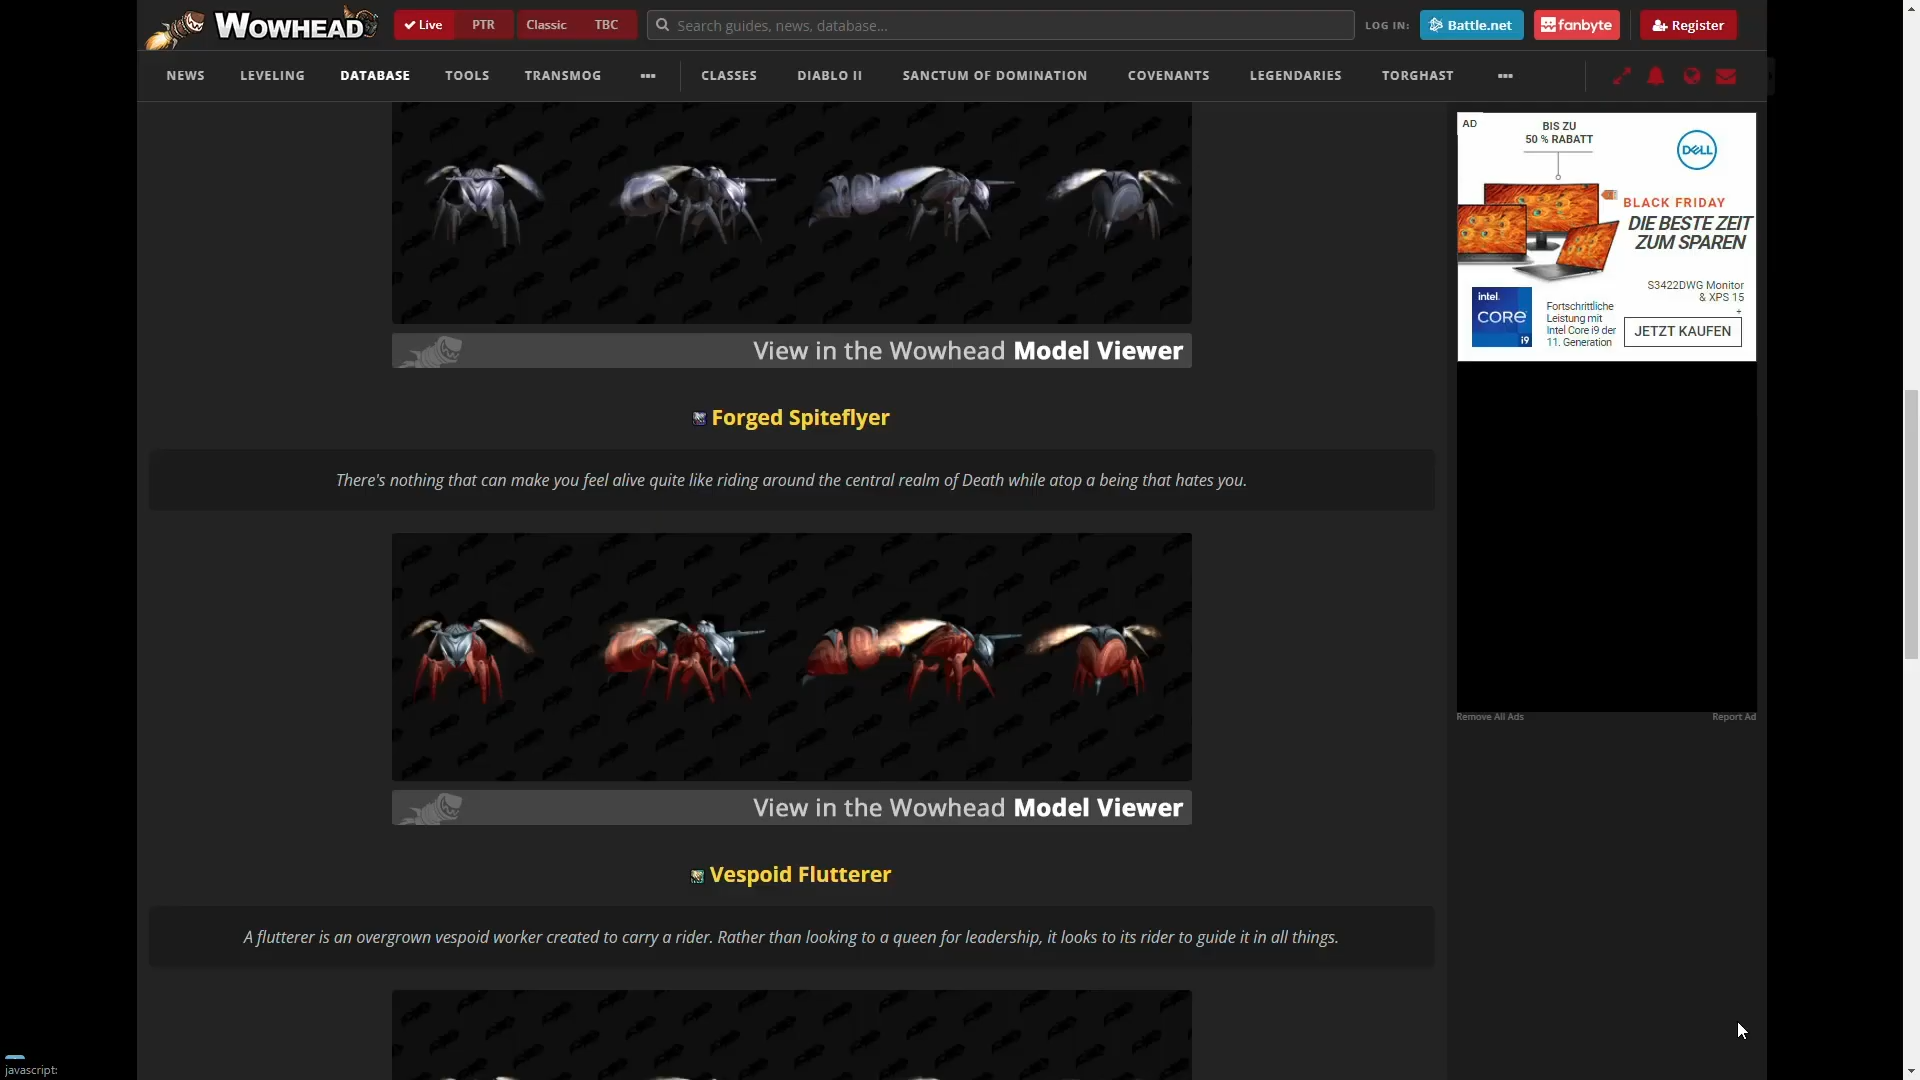 WOWHEAD
Live PTR Classic TBC
Search guides, news, database...
LOG IN: Battle.net fanbyte Register
NEWS LEVELING DATABASE TOOLS TRANSMOG ••• CLASSES DIABLO II SANCTUM OF DOMINATION COVENANTS LEGENDARIES TORGHAST •••
AD
BIS ZU
50 % RABATT
DELL
BLACK FRIDAY
DIE BESTE ZEIT
ZUM SPAREN
S3422DWG Monitor
& XPS 15
+
intel.
CORE
i9
Fortschrittliche
Leistung mit
Intel Core i9 der
11. Generation
JETZT KAUFEN
Remove All Ads Report Ad
View in the Wowhead Model Viewer
Forged Spiteflyer
There's nothing that can make you feel alive quite like riding around the central realm of Death while atop a being that hates you.
View in the Wowhead Model Viewer
Vespoid Flutterer
A flutterer is an overgrown vespoid worker created to carry a rider. Rather than looking to a queen for leadership, it looks to its rider to guide it in all things.
javascript: